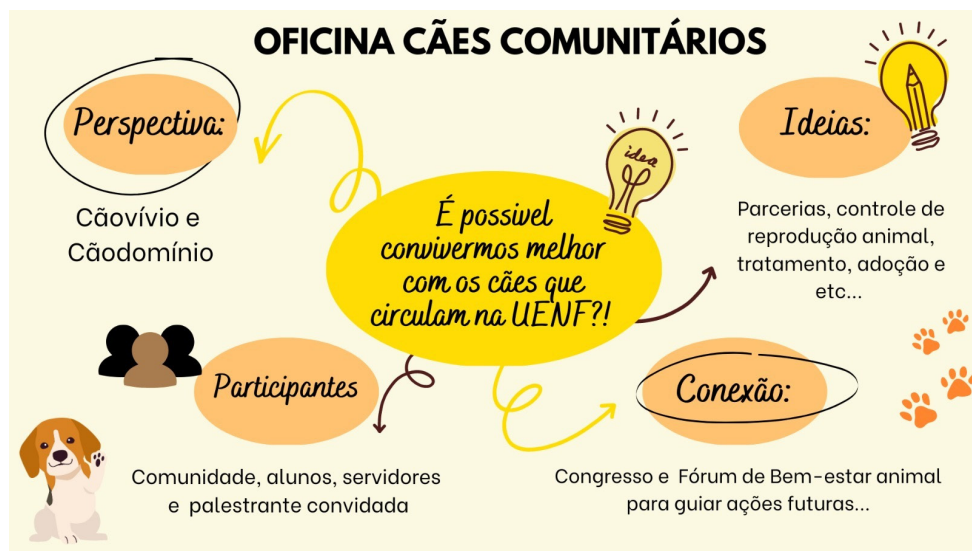 OFICINA CÃES COMUNITÁRIOS
Perspectiva:
Cãovívio e
Cãodomínio
idea
É possivel
convivermos melhor
com os cães que
circulam na UENF?!
Ideias:
Parcerias, controle de
reprodução animal,
tratamento, adoção e
etc...
Participantes
Comunidade, alunos, servidores
e palestrante convidada
Conexão:
Congresso e Fórum de Bem-estar animal
para guiar ações futuras...